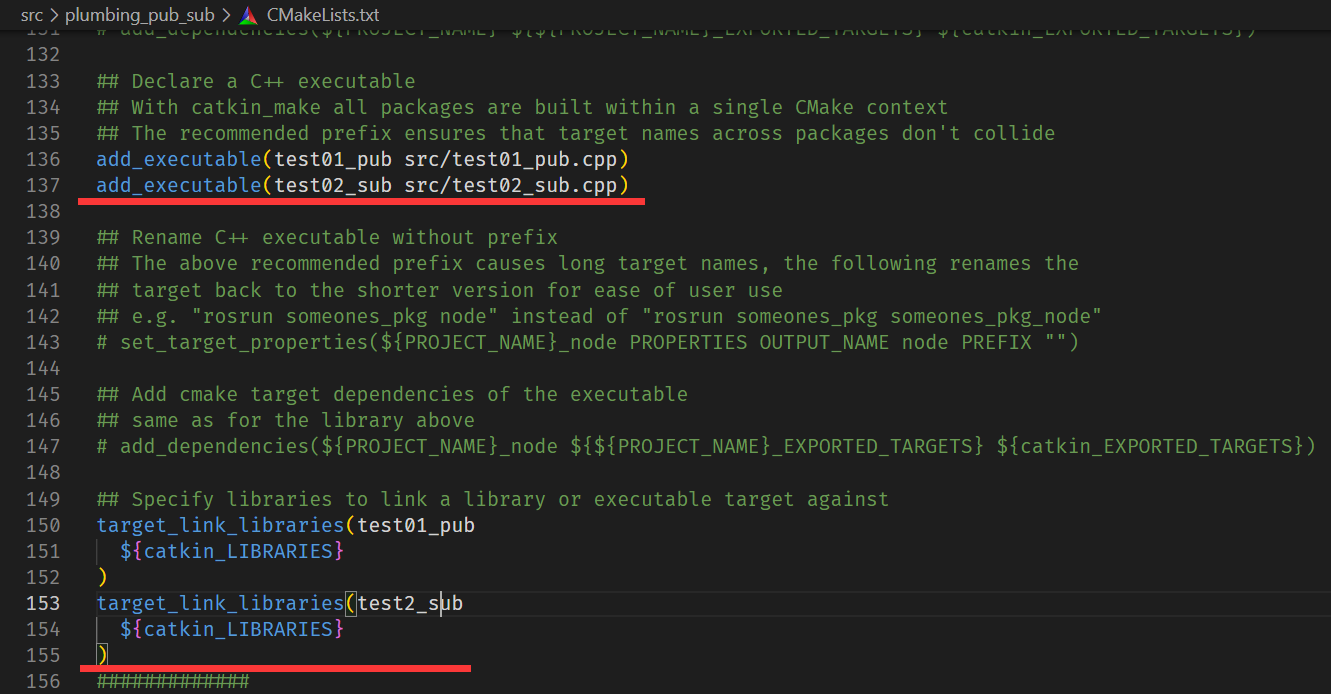 src > plumbing_pub_sub > CMakeLists.txt
131 # add_dependencies(${PROJECT_NAME} ${${PROJECT_NAME}_EXPORTED_TARGETS} ${catkin_EXPORTED_TARGETS})
132
133 ## Declare a C++ executable
134 ## With catkin_make all packages are built within a single CMake context
135 ## The recommended prefix ensures that target names across packages don't collide
136 add_executable(test01_pub src/test01_pub.cpp)
137 add_executable(test02_sub src/test02_sub.cpp)
138
139 ## Rename C++ executable without prefix
140 ## The above recommended prefix causes long target names, the following renames the
141 ## target back to the shorter version for ease of user use
142 ## e.g. "rosrun someones_pkg node" instead of "rosrun someones_pkg someones_pkg_node"
143 # set_target_properties(${PROJECT_NAME}_node PROPERTIES OUTPUT_NAME node PREFIX "")
144
145 ## Add cmake target dependencies of the executable
146 ## same as for the library above
147 # add_dependencies(${PROJECT_NAME}_node ${${PROJECT_NAME}_EXPORTED_TARGETS} ${catkin_EXPORTED_TARGETS})
148
149 ## Specify libraries to link a library or executable target against
150 target_link_libraries(test01_pub
151 ${catkin_LIBRARIES}
152 )
153 target_link_libraries(test2_sub
154 ${catkin_LIBRARIES}
155 )
156 #############